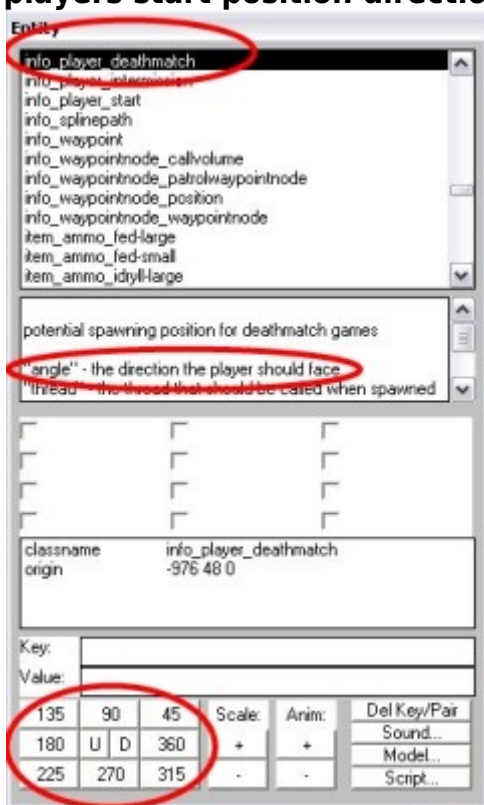 players start position directio
Entity
info_player_deathmatch
info_player_intermission
info_player_start
info_splinepath
info_waypoint
info_waypointnode_callvolume
info_waypointnode_patrolwaypointnode
info_waypointnode_position
info_waypointnode_waypointnode
item_ammo_fed-large
item_ammo_fed-small
item_ammo_idryll-large
potential spawning position for deathmatch games
"angle" - the direction the player should face
"thread" - the thread that should be called when spawned
classname info_player_deathmatch
origin -976 48 0
Key:
Value:
135 90 45 Scale: Anim: Del Key/Pair
Sound...
180 U D 360 + +
Model...
225 270 315 - - Script...